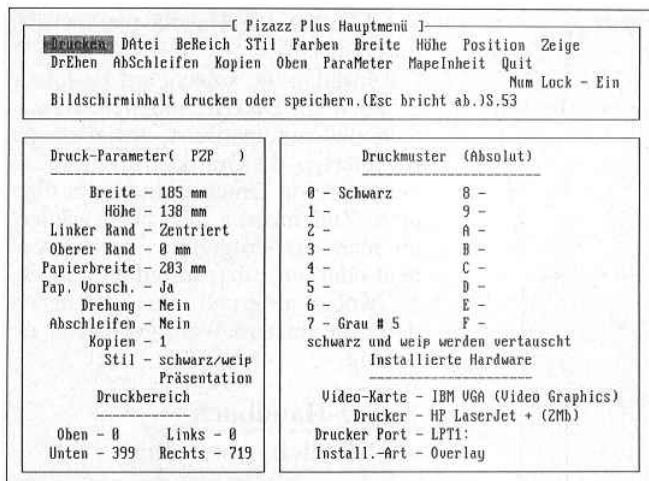 [ Pizazz Plus Hauptmenü ]
Drucken DAtei BeReich STil Farben Breite Höhe Position Zeige
DrEhen AbSchleifen Kopien Oben ParaMeter MaßeInheit Quit
Num Lock - Ein
Bildschirminhalt drucken oder speichern.(Esc bricht ab.)S.53
Druck-Parameter( PZP )
Breite - 185 mm
Höhe - 138 mm
Linker Rand - Zentriert
Oberer Rand - 0 mm
Papierbreite - 203 mm
Pap. Vorsch. - Ja
Drehung - Nein
Abschleifen - Nein
Kopien - 1
Stil - schwarz/weiß
Präsentation
Druckbereich
Oben - 0 Links - 0
Unten - 399 Rechts - 719
Druckmuster (Absolut)
0 - Schwarz 8 -
1 - 9 -
2 - A -
3 - B -
4 - C -
5 - D -
6 - E -
7 - Grau # 5 F -
schwarz und weiß werden vertauscht
Installierte Hardware
Video-Karte - IBM VGA (Video Graphics)
Drucker - HP LaserJet + (2Mb)
Drucker Port - LPT1:
Install.-Art - Overlay